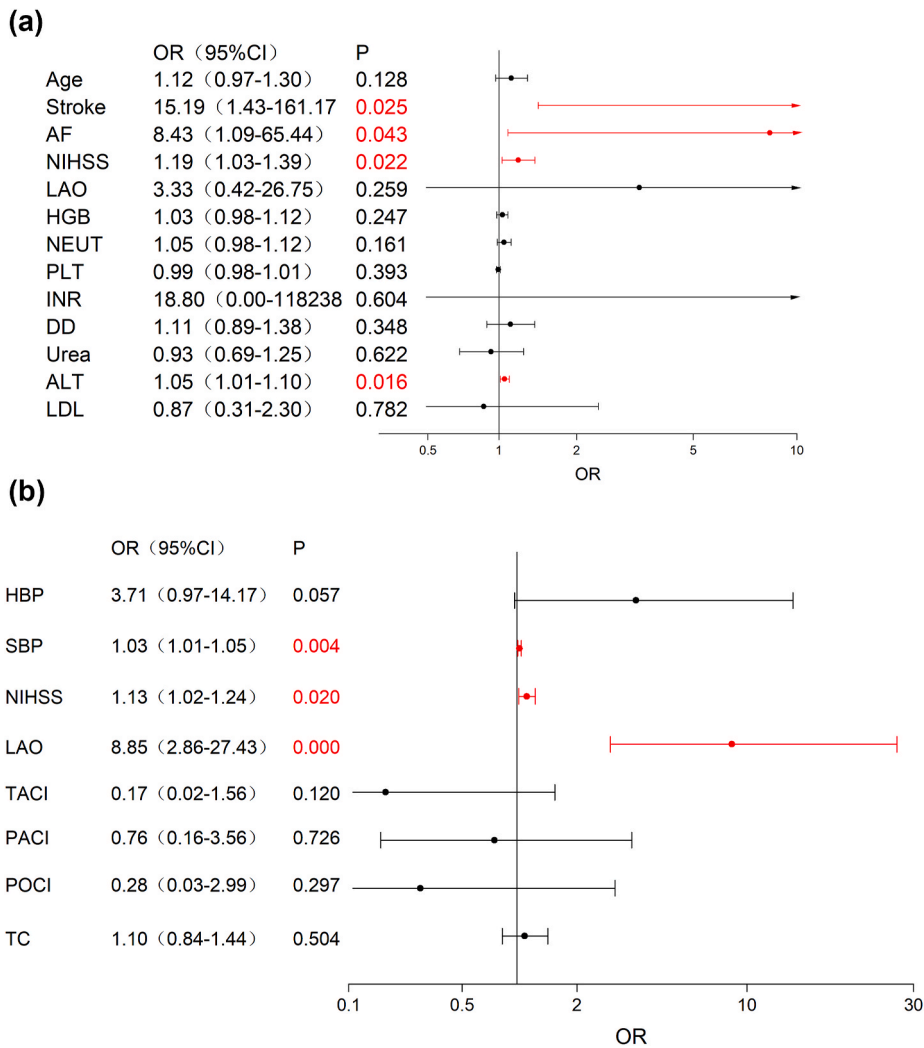 (a)
OR（95%CI） P
Age 1.12（0.97-1.30） 0.128
Stroke 15.19（1.43-161.17 0.025
AF 8.43（1.09-65.44） 0.043
NIHSS 1.19（1.03-1.39） 0.022
LAO 3.33（0.42-26.75） 0.259
HGB 1.03（0.98-1.12） 0.247
NEUT 1.05（0.98-1.12） 0.161
PLT 0.99（0.98-1.01） 0.393
INR 18.80（0.00-118238 0.604
DD 1.11（0.89-1.38） 0.348
Urea 0.93（0.69-1.25） 0.622
ALT 1.05（1.01-1.10） 0.016
LDL 0.87（0.31-2.30） 0.782
0.5 1 2 5 10
OR
(b)
OR（95%CI） P
HBP 3.71（0.97-14.17） 0.057
SBP 1.03（1.01-1.05） 0.004
NIHSS 1.13（1.02-1.24） 0.020
LAO 8.85（2.86-27.43） 0.000
TACI 0.17（0.02-1.56） 0.120
PACI 0.76（0.16-3.56） 0.726
POCI 0.28（0.03-2.99） 0.297
TC 1.10（0.84-1.44） 0.504
0.1 0.5 2 10 30
OR